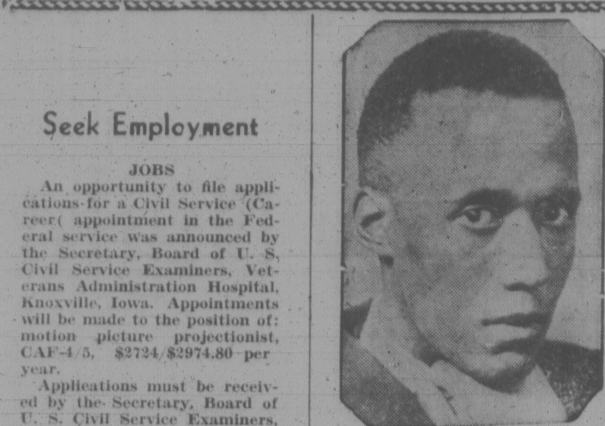 Seek Employment
JOBS
An opportunity to file appli-
cations for a Civil Service (Ca-
reer( appointment in the Fed-
eral service was announced by
the Secretary, Board of U. S,
Civil Service Examiners, Vet-
erans Administration Hospital,
Knoxville, Iowa. Appointments
will be made to the position of:
motion picture projectionist,
CAF-4/5, $2724/$2974.80 per
year.
Applications must be receiv-
ed by the Secretary, Board of
U. S. Civil Service Examiners,